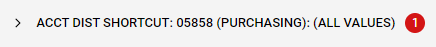 ACCT DIST SHORTCUT: 05858 (PURCHASING): (ALL VALUES) 1